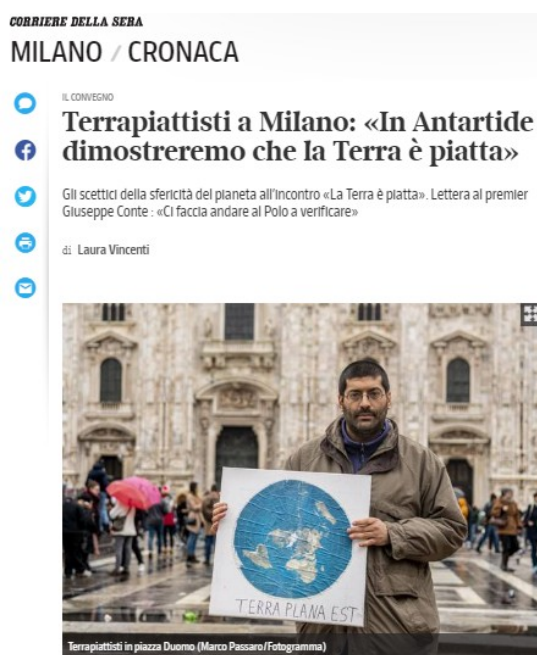 CORRIERE DELLA SERA
MILANO / CRONACA
IL CONVEGNO
Terrapiattisti a Milano: «In Antartide
dimostreremo che la Terra è piatta»
Gli scettici della sfericità del pianeta all'incontro «La Terra è piatta». Lettera al premier
Giuseppe Conte : «Ci faccia andare al Polo a verificare»
di Laura Vincenti
TERRA PLANA EST
Terrapiattisti in piazza Duomo (Marco Passaro/Fotogramma)